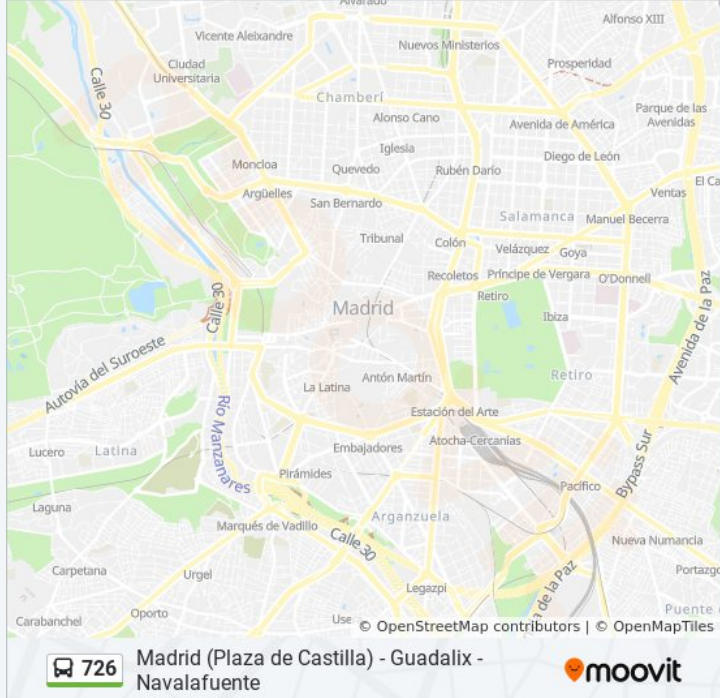 Alvarado
Alfonso XIII
Vicente Aleixandre
Nuevos Ministerios
Ciudad
Universitaria
Prosperidad
Calle 30
Chamberí
Alonso Cano
Parque de las
Avenidas
Avenida de América
Iglesia
Diego de León
Moncloa
Quevedo
Rubén Darío
Argüelles
San Bernardo
Ventas
El Ca
Salamanca
Manuel Becerra
Tribunal
Colón
Velázquez
Goya
Recoletos
Príncipe de Vergara
O'Donnell
Retiro
Calle 30
Madrid
Ibiza
Avenida de la Paz
Autovía del Suroeste
La Latina
Antón Martín
Retiro
Estación del Arte
Río Manzanares
Embajadores
Atocha-Cercanías
Lucero
Latina
Bypass Sur
Pirámides
Pacífico
Laguna
Arganzuela
Marqués de Vadillo
Calle 30
Nueva Numancia
Carpetana
Urgel
Legazpi
da de la Paz
Portazgo
Oporto
Puente
Carabanchel
Use
© OpenStreetMap contributors | © OpenMapTiles
726
Madrid (Plaza de Castilla) - Guadalix -
Navalafuente
moovit